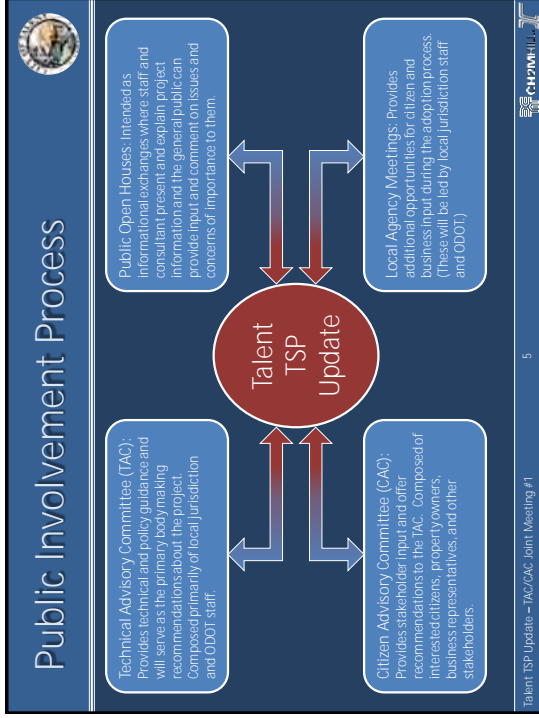 Public Involvement Process
Technical Advisory Committee (TAC):
Provides technical and policy guidance and
will serve as the primary body making
recommendations about the project.
Composed primarily of local jurisdiction
and ODOT staff.
Public Open Houses: Intended as
informational exchanges where staff and
consultant present and explain project
information and the general public can
provide input and comment on issues and
concerns of importance to them.
Talent
TSP
Update
Citizen Advisory Committee (CAC):
Provides stakeholder input and offer
recommendations to the TAC. Composed of
interested citizens, property owners,
business representatives, and other
stakeholders.
Local Agency Meetings: Provides
additional opportunities for citizen and
business input during the adoption process.
(These will be led by local jurisdiction staff
and ODOT)
Talent TSP Update – TAC/CAC Joint Meeting #1
5
CH2MHILL